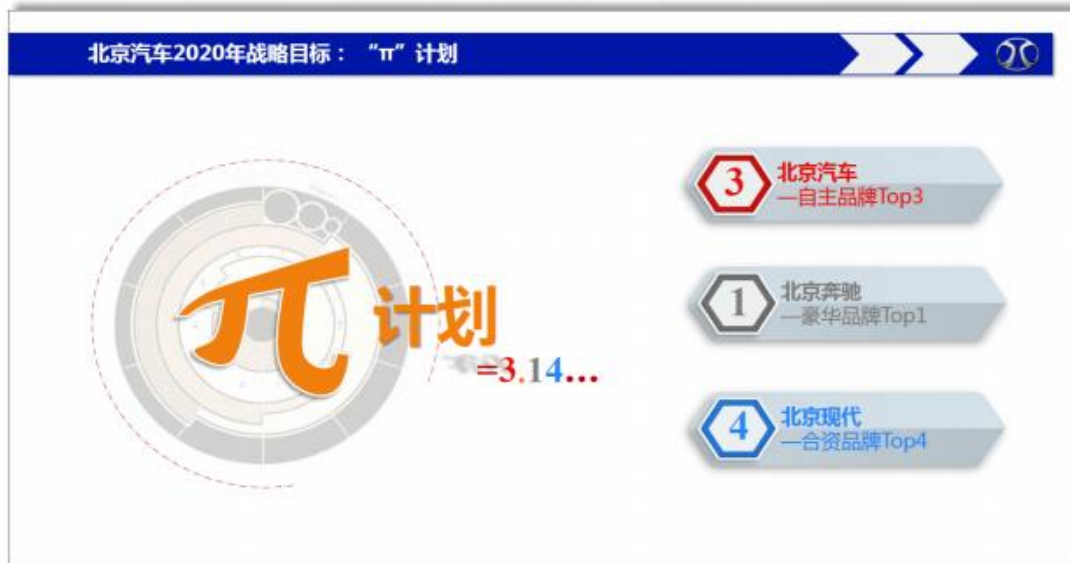 北京汽车2020年战略目标：“π”计划
π计划
=3.14...
3
北京汽车
—自主品牌Top3
1
北京奔驰
—豪华品牌Top1
4
北京现代
—合资品牌Top4